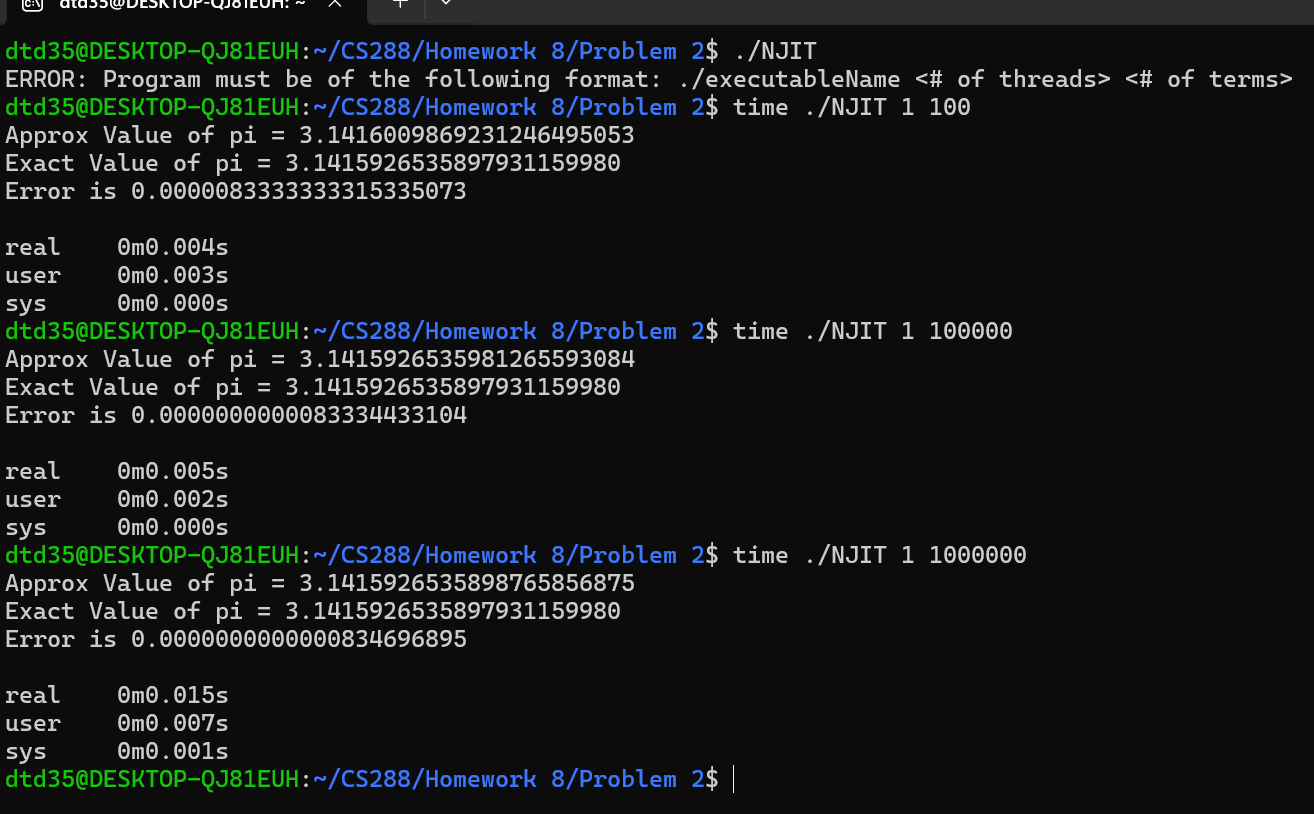 dtd35@DESKTOP-QJ81EUH: ~
dtd35@DESKTOP-QJ81EUH:~/CS288/Homework 8/Problem 2$ ./NJIT
ERROR: Program must be of the following format: ./executableName <# of threads> <# of terms>
dtd35@DESKTOP-QJ81EUH:~/CS288/Homework 8/Problem 2$ time ./NJIT 1 100
Approx Value of pi = 3.1416009869231246495053
Exact Value of pi = 3.1415926535897931159980
Error is 0.0000083333333315335073
real 0m0.004s
user 0m0.003s
sys 0m0.000s
dtd35@DESKTOP-QJ81EUH:~/CS288/Homework 8/Problem 2$ time ./NJIT 1 100000
Approx Value of pi = 3.1415926535981265593084
Exact Value of pi = 3.1415926535897931159980
Error is 0.0000000000083334433104
real 0m0.005s
user 0m0.002s
sys 0m0.000s
dtd35@DESKTOP-QJ81EUH:~/CS288/Homework 8/Problem 2$ time ./NJIT 1 1000000
Approx Value of pi = 3.1415926535898765856875
Exact Value of pi = 3.1415926535897931159980
Error is 0.0000000000000834696895
real 0m0.015s
user 0m0.007s
sys 0m0.001s
dtd35@DESKTOP-QJ81EUH:~/CS288/Homework 8/Problem 2$